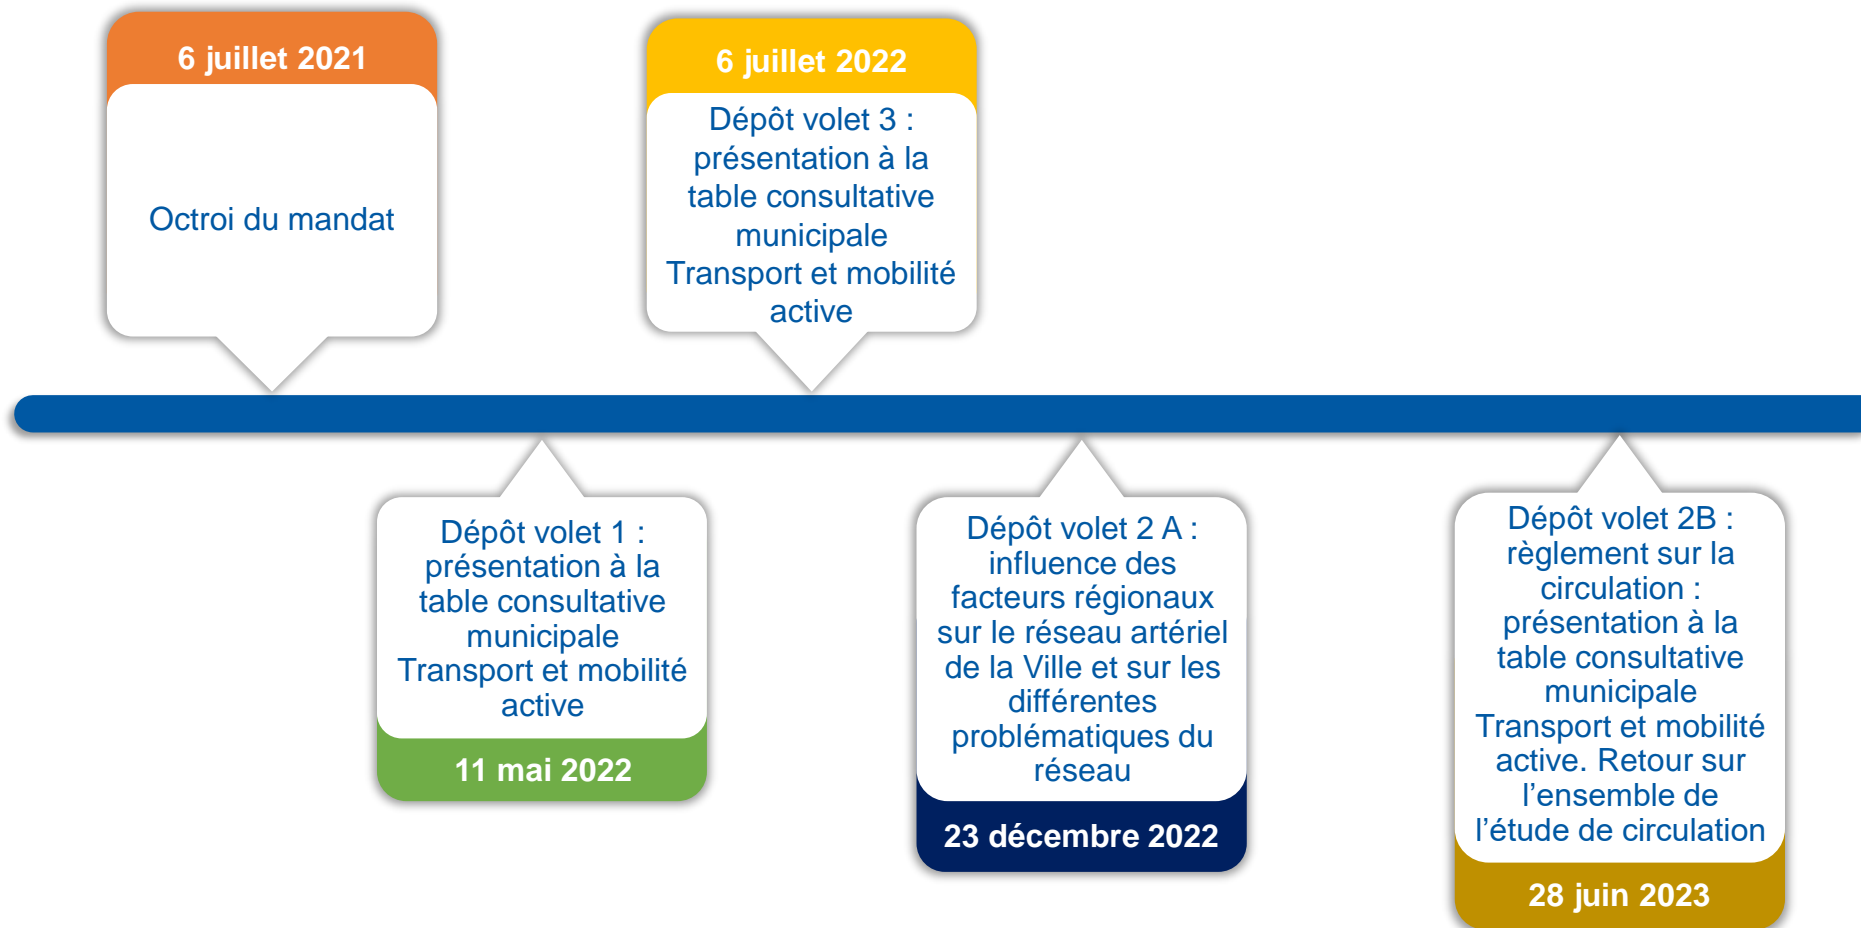 6 juillet 2021
Octroi du mandat
6 juillet 2022
Dépôt volet 3 :
présentation à la
table consultative
municipale
Transport et mobilité
active
Dépôt volet 1 :
présentation à la
table consultative
municipale
Transport et mobilité
active
11 mai 2022
Dépôt volet 2 A :
influence des
facteurs régionaux
sur le réseau artériel
de la Ville et sur les
différentes
problématiques du
réseau
23 décembre 2022
Dépôt volet 2B :
règlement sur la
circulation :
présentation à la
table consultative
municipale
Transport et mobilité
active. Retour sur
l’ensemble de
l’étude de circulation
28 juin 2023